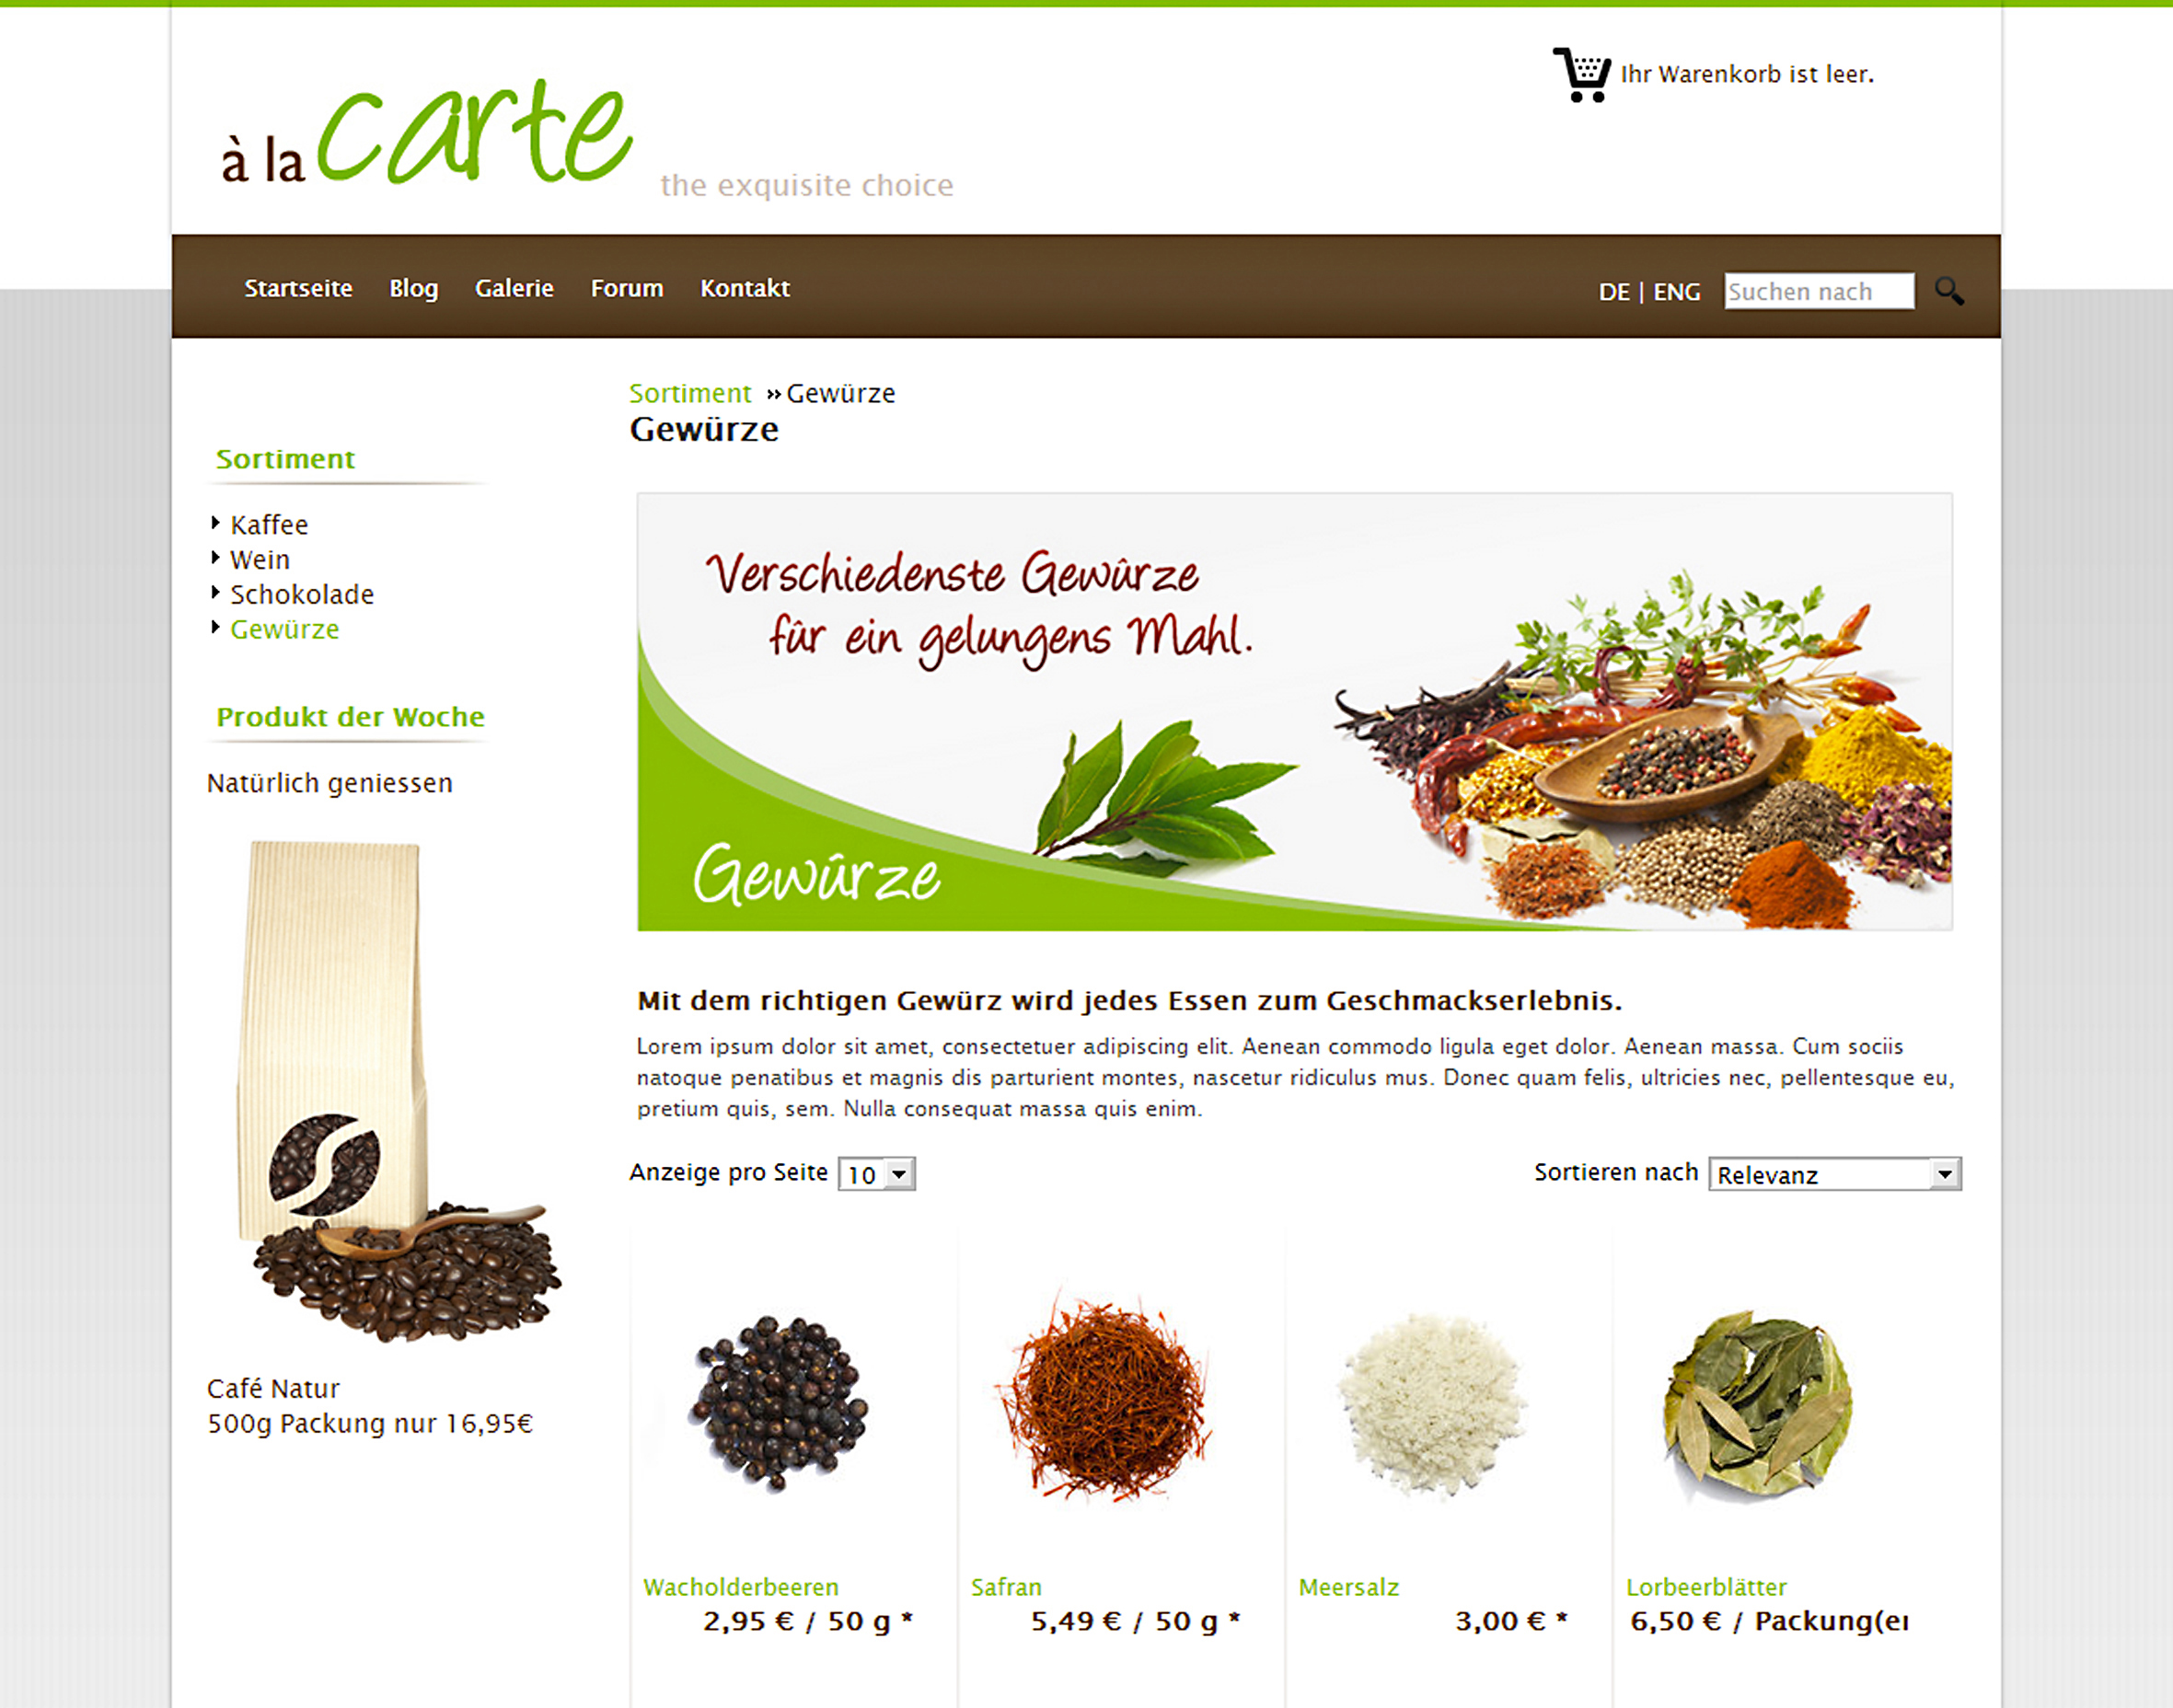 Ihr Warenkorb ist leer.
à la carte
the exquisite choice
Startseite Blog Galerie Forum Kontakt
DE | ENG Suchen nach
Sortiment » Gewürze
Gewürze
Sortiment
Kaffee
Wein
Schokolade
Gewürze
Produkt der Woche
Natürlich geniessen
Café Natur
500g Packung nur 16,95€
Verschiedenste Gewûrze
fûr ein gelungens Mahl.
Gewûrze
Mit dem richtigen Gewürz wird jedes Essen zum Geschmackserlebnis.
Lorem ipsum dolor sit amet, consectetuer adipiscing elit. Aenean commodo ligula eget dolor. Aenean massa. Cum sociis
natoque penatibus et magnis dis parturient montes, nascetur ridiculus mus. Donec quam felis, ultricies nec, pellentesque eu,
pretium quis, sem. Nulla consequat massa quis enim.
Anzeige pro Seite 10
Sortieren nach Relevanz
Wacholderbeeren
2,95 € / 50 g *
Safran
5,49 € / 50 g *
Meersalz
3,00 € *
Lorbeerblätter
6,50 € / Packung(e